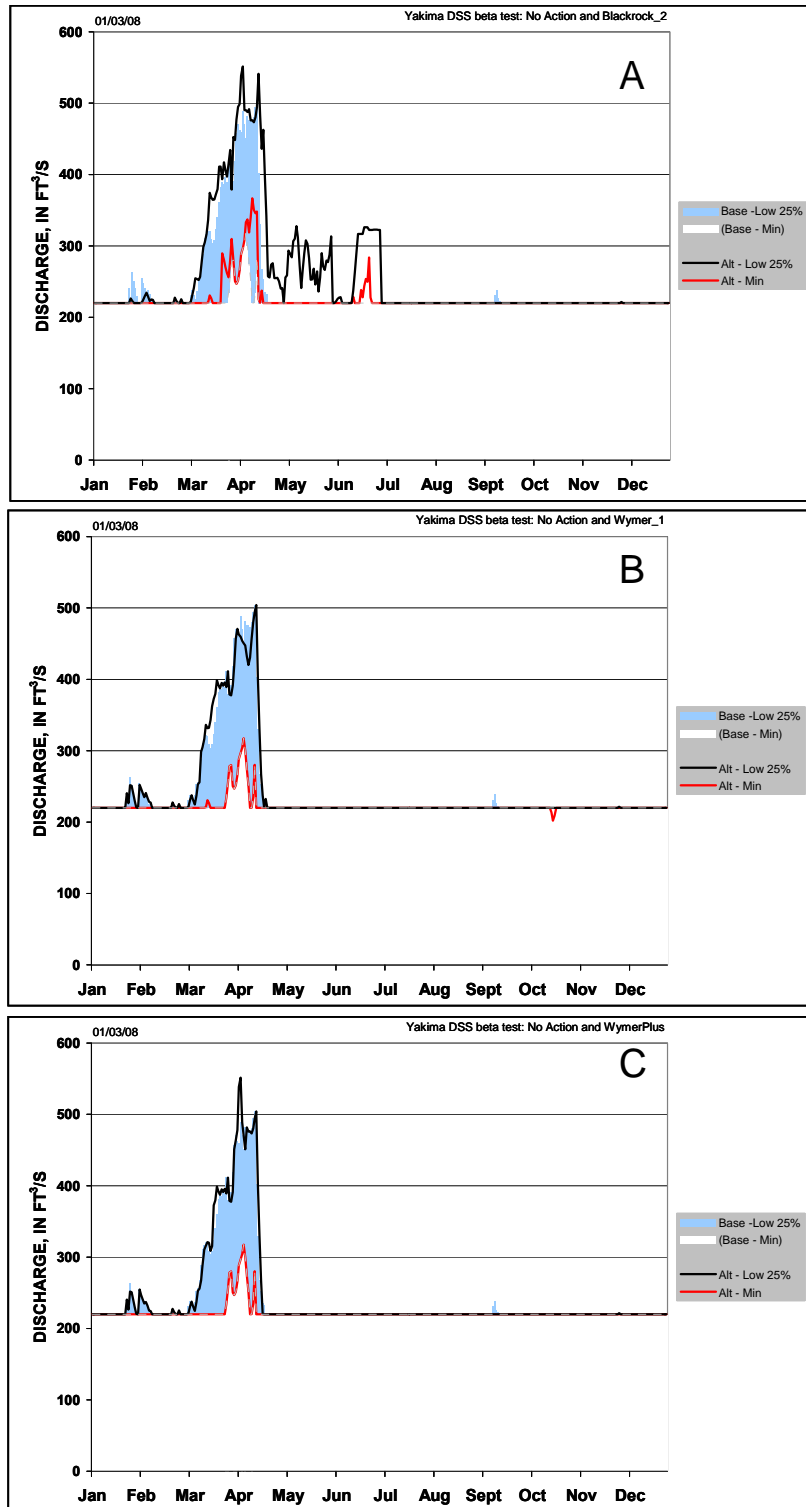 01/03/08 Yakima DSS beta test: No Action and Blackrock_2
A
600
500
400
300
200
100
0
DISCHARGE, IN FT³/S
Jan Feb Mar Apr May Jun Jul Aug Sept Oct Nov Dec
Base -Low 25%
(Base - Min)
Alt - Low 25%
Alt - Min
01/03/08 Yakima DSS beta test: No Action and Wymer_1
B
600
500
400
300
200
100
0
DISCHARGE, IN FT³/S
Jan Feb Mar Apr May Jun Jul Aug Sept Oct Nov Dec
Base -Low 25%
(Base - Min)
Alt - Low 25%
Alt - Min
01/03/08 Yakima DSS beta test: No Action and WymerPlus
C
600
500
400
300
200
100
0
DISCHARGE, IN FT³/S
Jan Feb Mar Apr May Jun Jul Aug Sept Oct Nov Dec
Base -Low 25%
(Base - Min)
Alt - Low 25%
Alt - Min